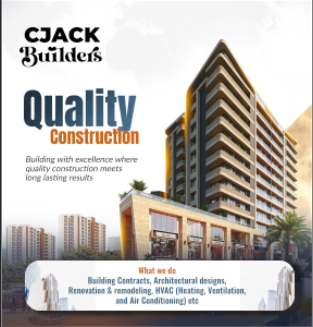 CJACK
Builders
Quality
Construction
Building with excellence where
quality construction meets
long lasting results
What we do
Building Contracts, Architectural designs,
Renovation & remodeling, HVAC (Heating, Ventilation,
and Air Conditioning) etc